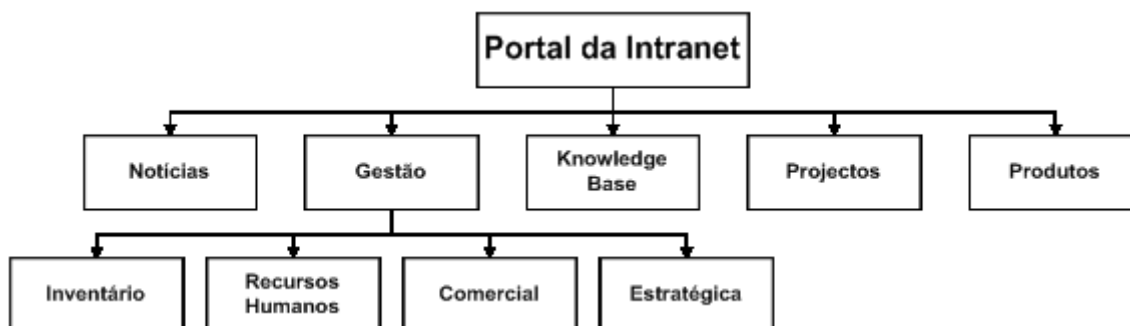 Portal da Intranet
Notícias
Gestão
Knowledge
Base
Projectos
Produtos
Inventário
Recursos
Humanos
Comercial
Estratégica